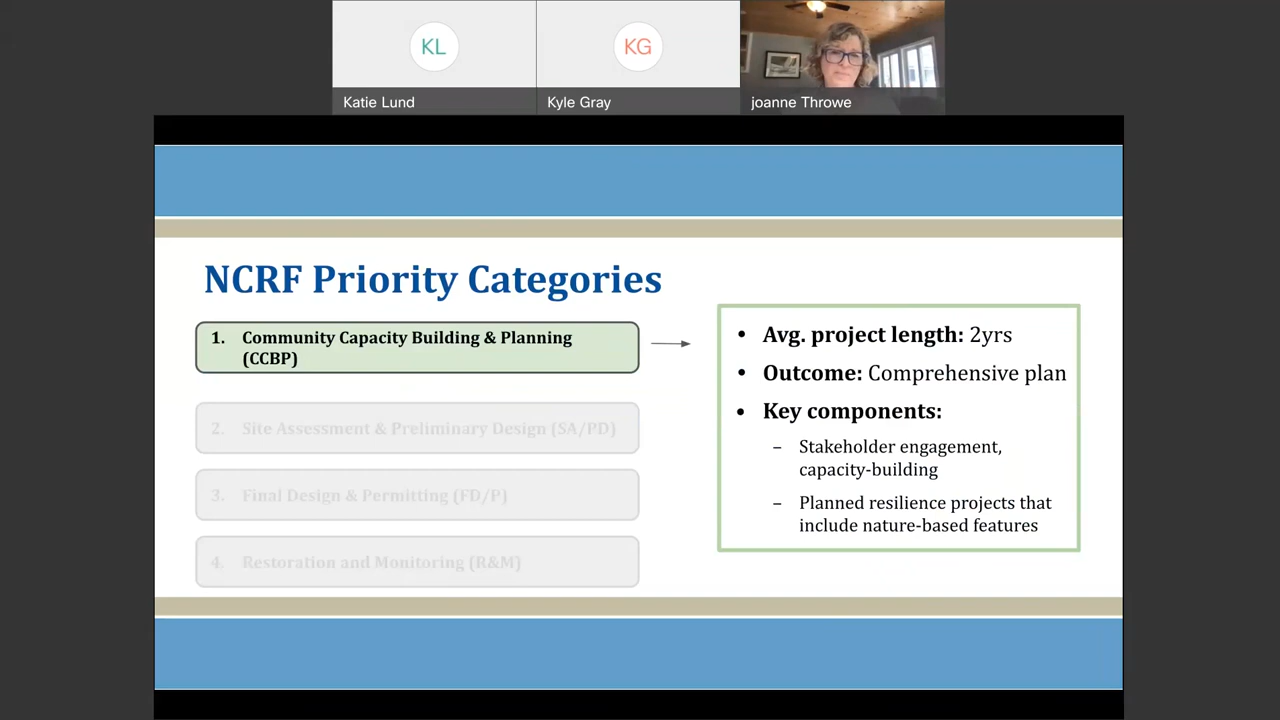 KL
KG
Katie Lund
Kyle Gray
joanne Throwe
NCRF Priority Categories
1. Community Capacity Building & Planning
(CCBP)
2. Site Assessment & Preliminary Design (SA/PD)
3. Final Design & Permitting (FD/P)
4. Restoration and Monitoring (R&M)
• Avg. project length: 2yrs
• Outcome: Comprehensive plan
• Key components:
– Stakeholder engagement,
capacity-building
– Planned resilience projects that
include nature-based features